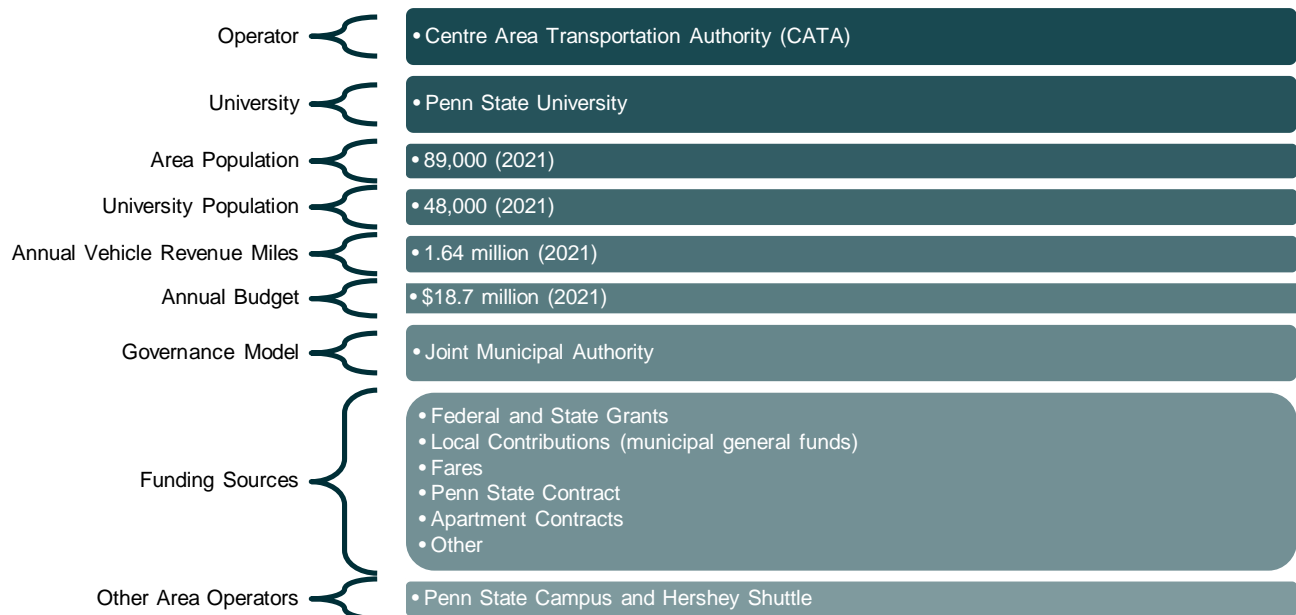 Operator
• Centre Area Transportation Authority (CATA)
University
• Penn State University
Area Population
• 89,000 (2021)
University Population
• 48,000 (2021)
Annual Vehicle Revenue Miles
• 1.64 million (2021)
Annual Budget
• $18.7 million (2021)
Governance Model
• Joint Municipal Authority
Funding Sources
• Federal and State Grants
• Local Contributions (municipal general funds)
• Fares
• Penn State Contract
• Apartment Contracts
• Other
Other Area Operators
• Penn State Campus and Hershey Shuttle